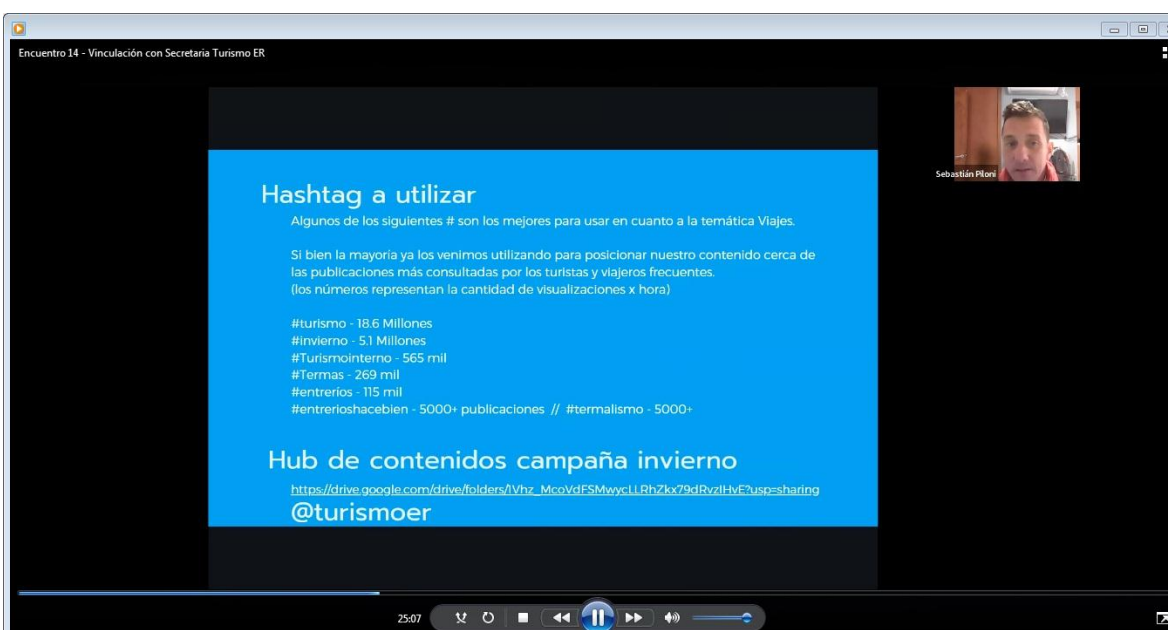 Encuentro 14 - Vinculación con Secretaria Turismo ER
Sebastián Piloni
Hashtag a utilizar
Algunos de los siguientes # son los mejores para usar en cuanto a la temática Viajes.
Si bien la mayoría ya los venimos utilizando para posicionar nuestro contenido cerca de
las publicaciones más consultadas por los turistas y viajeros frecuentes.
(los números representan la cantidad de visualizaciones x hora)
#turismo - 18.6 Millones
#invierno - 5.1 Millones
#Turismointerno - 565 mil
#Termas - 269 mil
#entreríos - 115 mil
#entrerioshacebien - 5000+ publicaciones // #termalismo - 5000+
Hub de contenidos campaña invierno
https://drive.google.com/drive/folders/1Vhz_McoVdFSMwycLLRhZkx79dRvzIHvE?usp=sharing
@turismoer
25:07